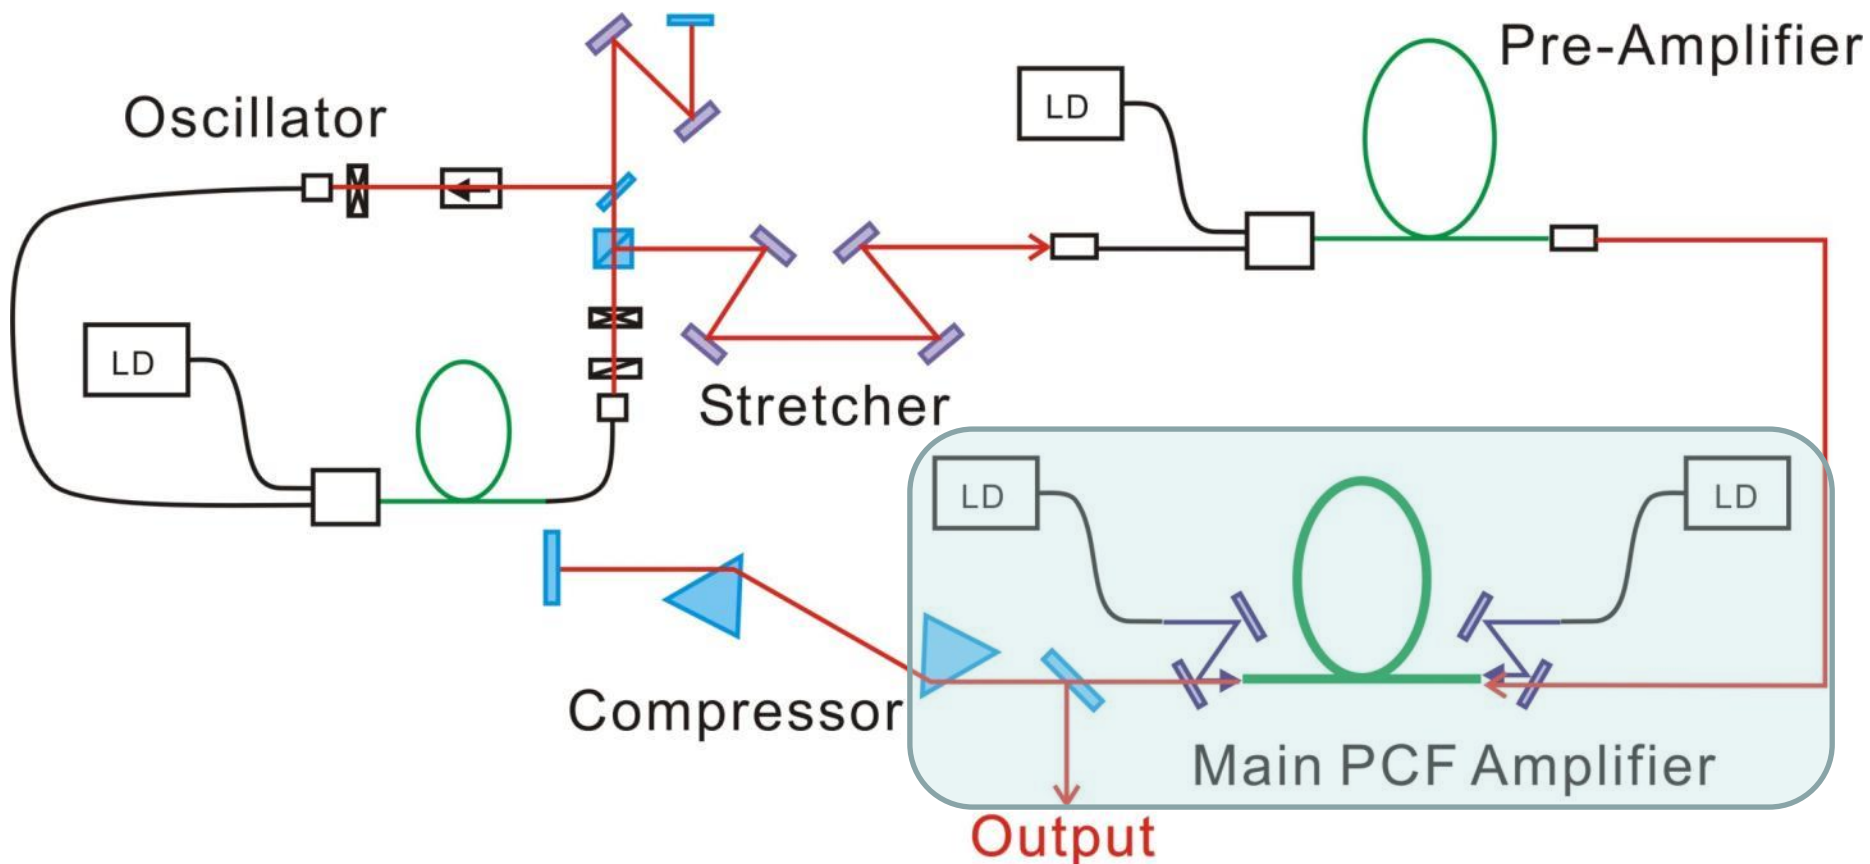 Pre-Amplifier
Oscillator
LD
LD
Stretcher
LD
LD
Compressor
Main PCF Amplifier
Output